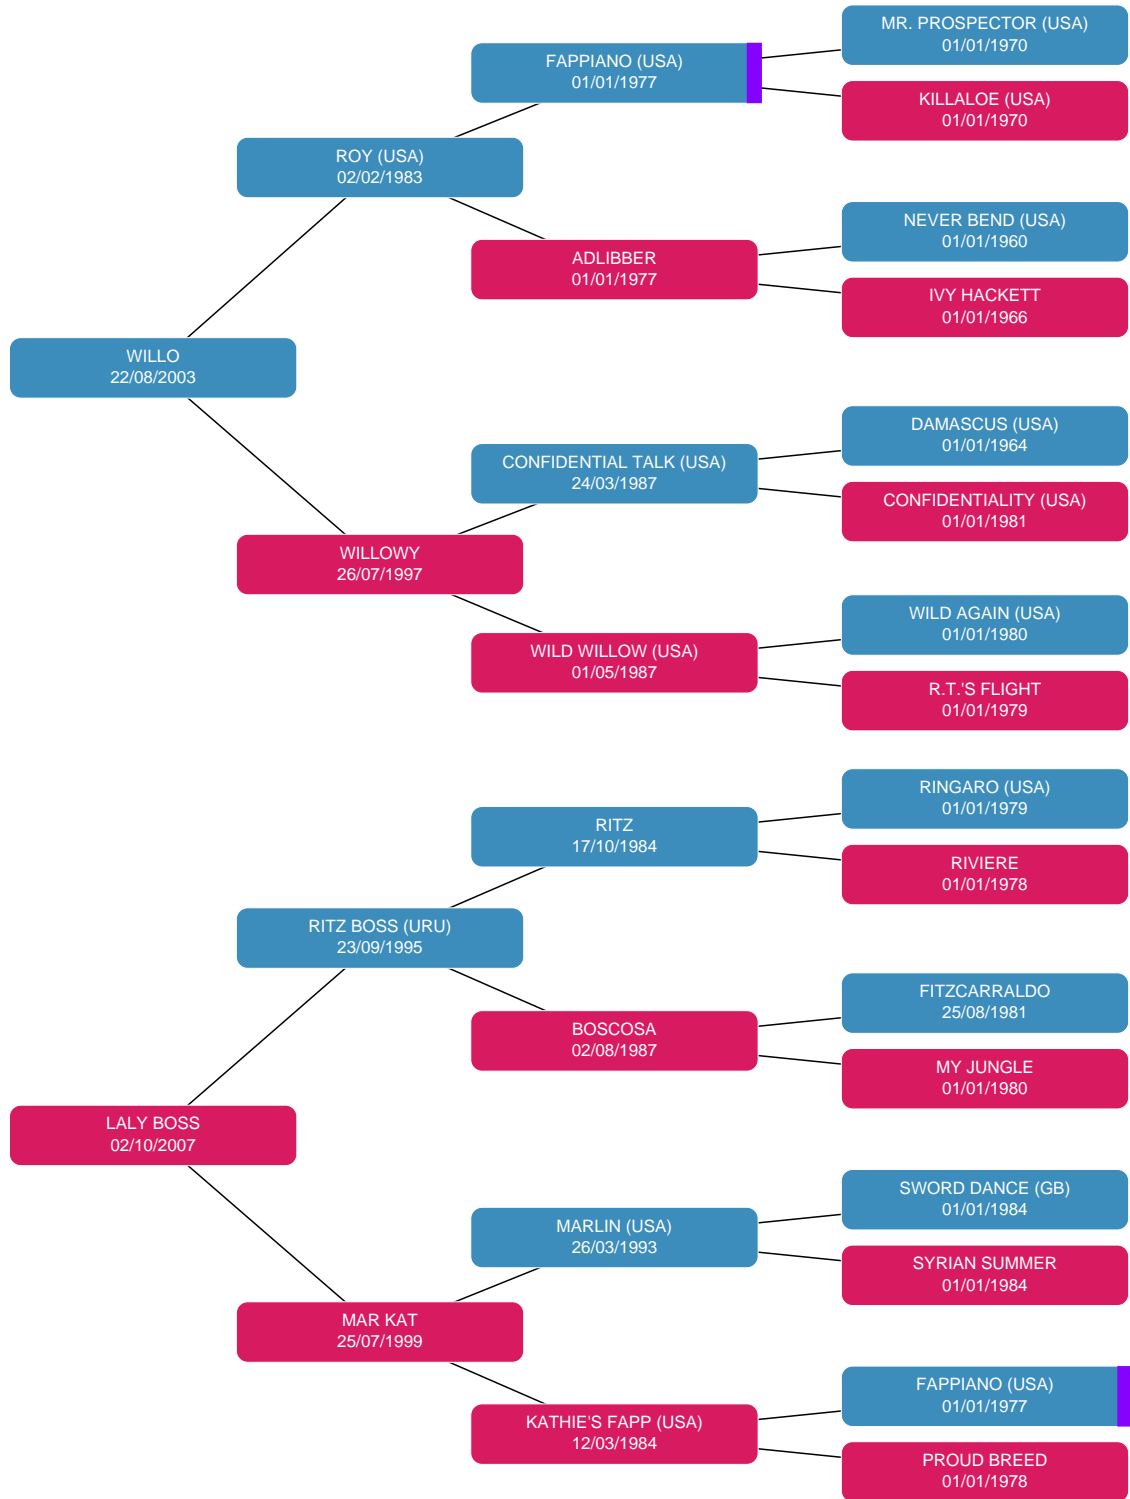 MR. PROSPECTOR (USA)
01/01/1970
FAPPIANO (USA)
01/01/1977
KILLALOE (USA)
01/01/1970
ROY (USA)
02/02/1983
NEVER BEND (USA)
01/01/1960
ADLIBBER
01/01/1977
IVY HACKETT
01/01/1966
WILLO
22/08/2003
DAMASCUS (USA)
01/01/1964
CONFIDENTIAL TALK (USA)
24/03/1987
CONFIDENTIALITY (USA)
01/01/1981
WILLOWY
26/07/1997
WILD AGAIN (USA)
01/01/1980
WILD WILLOW (USA)
01/05/1987
R.T.'S FLIGHT
01/01/1979
RINGARO (USA)
01/01/1979
RITZ
17/10/1984
RIVIERE
01/01/1978
RITZ BOSS (URU)
23/09/1995
FITZCARRALDO
25/08/1981
BOSCOSA
02/08/1987
MY JUNGLE
01/01/1980
LALY BOSS
02/10/2007
SWORD DANCE (GB)
01/01/1984
MARLIN (USA)
26/03/1993
SYRIAN SUMMER
01/01/1984
MAR KAT
25/07/1999
FAPPIANO (USA)
01/01/1977
KATHIE'S FAPP (USA)
12/03/1984
PROUD BREED
01/01/1978